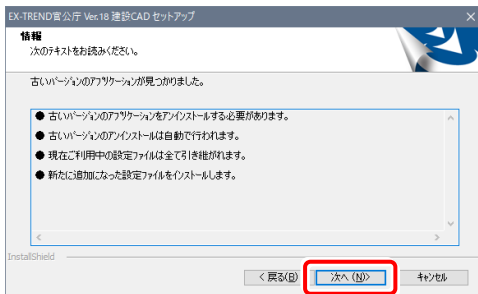 EX-TREND官公庁 Ver.18 建設CAD セットアップ
情報
次のテキストをお読みください。
古いバージョンのアプリケーションが見つかりました。
● 古いバージョンのアプリケーションをアンインストールする必要があります。
● 古いバージョンのアンインストールは自動で行われます。
● 現在ご利用中の設定ファイルは全て引き継がれます。
● 新たに追加になった設定ファイルをインストールします。
InstallShield
< 戻る(B)
次へ (N)>
キャンセル